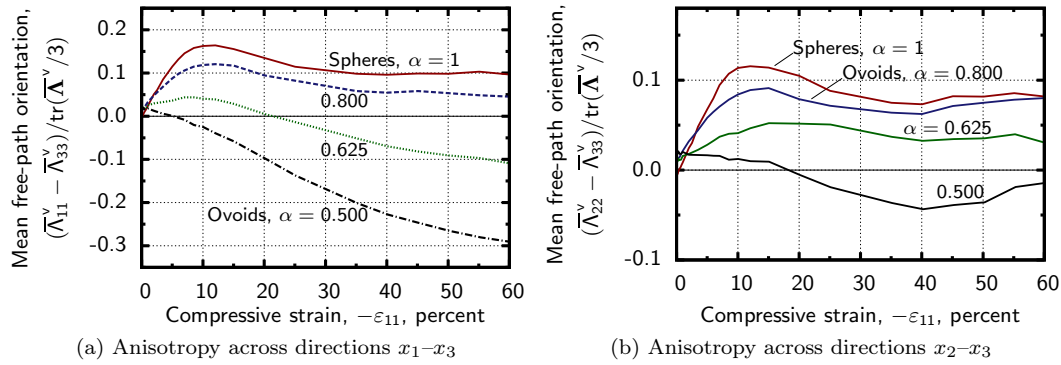 Mean free-path orientation,
(Λ̅ᵛ₁₁ − Λ̅ᵛ₃₃)/tr(𝚲̅ᵛ/3)
0.2
0.1
0.0
-0.1
-0.2
-0.3
Spheres, α = 1
0.800
0.625
Ovoids, α = 0.500
0 10 20 30 40 50 60
Compressive strain, −ε₁₁, percent
(a) Anisotropy across directions x₁–x₃
Mean free-path orientation,
(Λ̅ᵛ₂₂ − Λ̅ᵛ₃₃)/tr(𝚲̅ᵛ/3)
0.1
0.0
-0.1
Spheres, α = 1
Ovoids, α = 0.800
α = 0.625
0.500
0 10 20 30 40 50 60
Compressive strain, −ε₁₁, percent
(b) Anisotropy across directions x₂–x₃